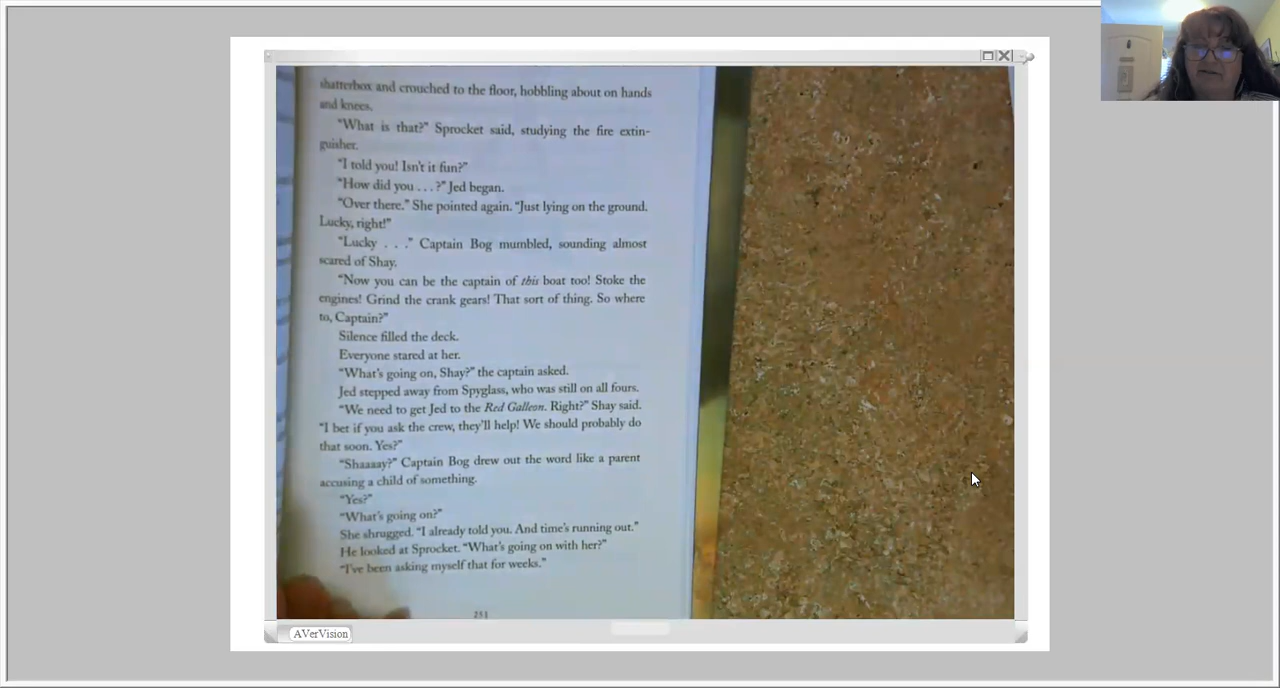 shatterbox and crouched to the floor, hobbling about on hands
and knees.
“What is that?” Sprocket said, studying the fire extin-
guisher.
“I told you! Isn’t it fun?”
“How did you . . . ?” Jed began.
“Over there.” She pointed again. “Just lying on the ground.
Lucky, right!”
“Lucky . . .” Captain Bog mumbled, sounding almost
scared of Shay.
“Now you can be the captain of this boat too! Stoke the
engines! Grind the crank gears! That sort of thing. So where
to, Captain?”
Silence filled the deck.
Everyone stared at her.
“What’s going on, Shay?” the captain asked.
Jed stepped away from Spyglass, who was still on all fours.
“We need to get Jed to the Red Galleon. Right?” Shay said.
“I bet if you ask the crew, they’ll help! We should probably do
that soon. Yes?”
“Shaaaay?” Captain Bog drew out the word like a parent
accusing a child of something.
“Yes?”
“What’s going on?”
She shrugged. “I already told you. And time’s running out.”
He looked at Sprocket. “What’s going on with her?”
“I’ve been asking myself that for weeks.”
251
AVerVision